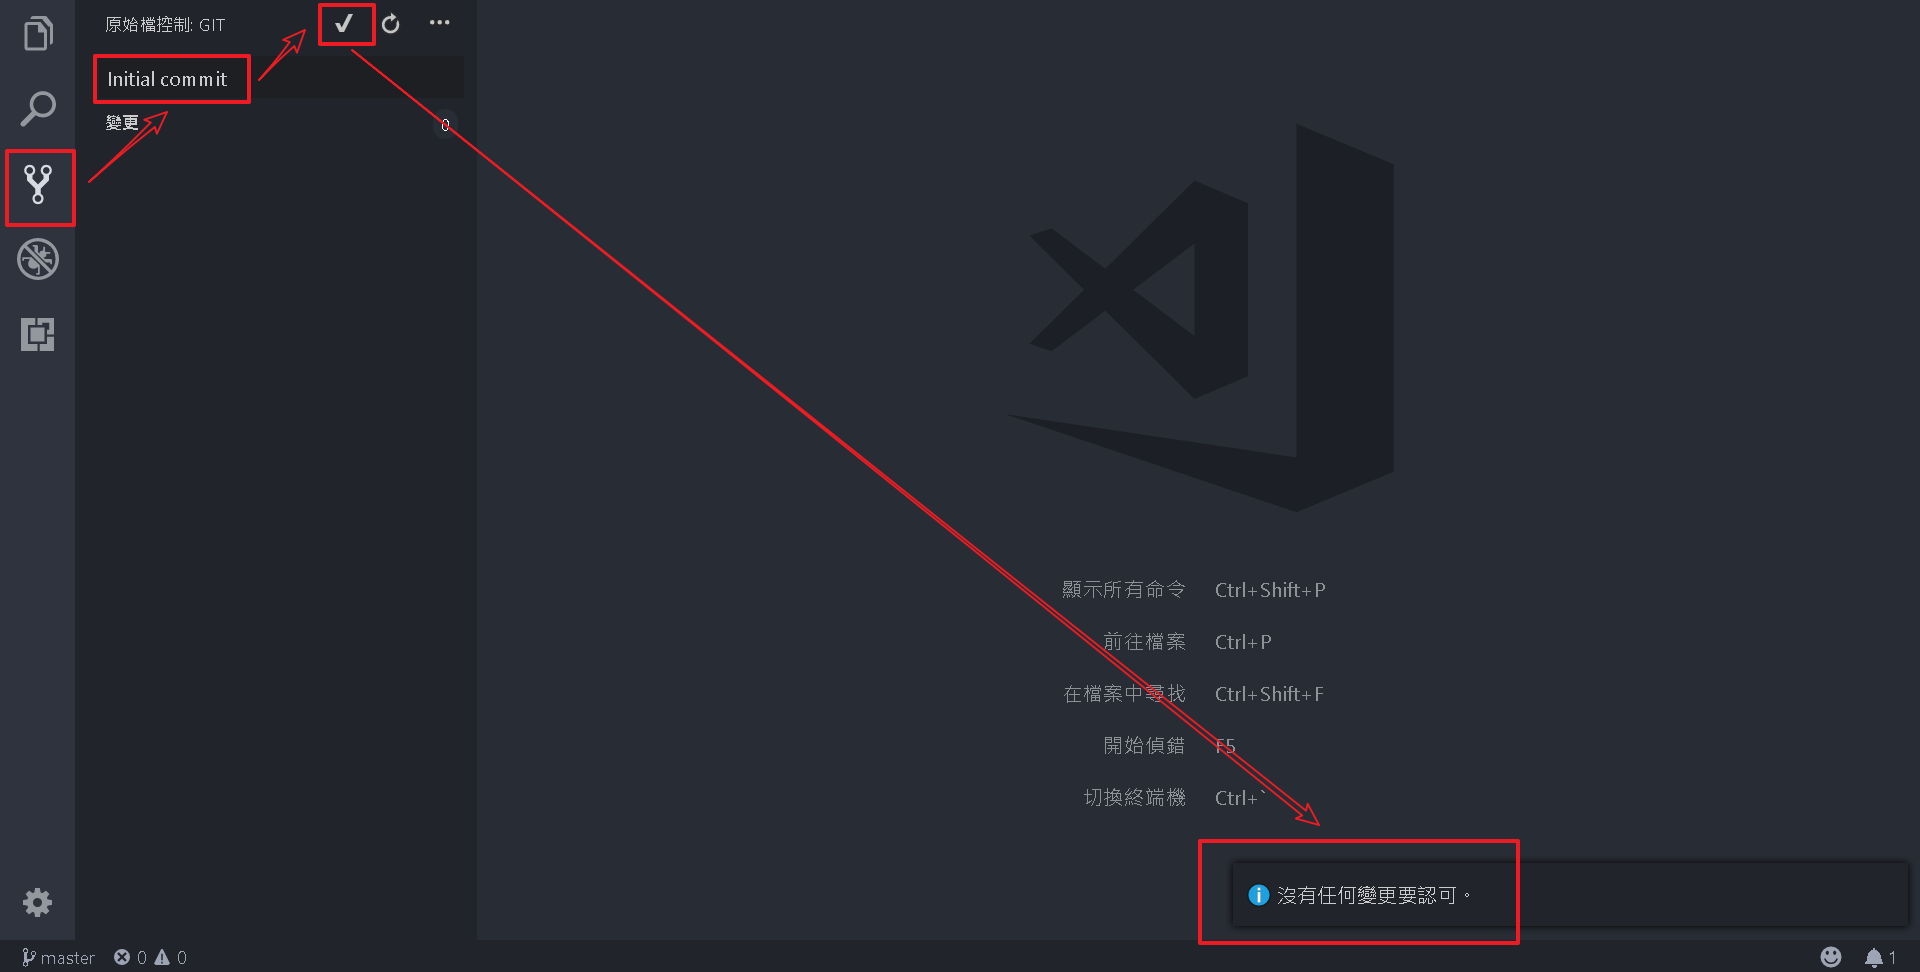 原始檔控制: GIT
Initial commit
變更 0
顯示所有命令 Ctrl+Shift+P
前往檔案 Ctrl+P
在檔案中尋找 Ctrl+Shift+F
開始偵錯 F5
切換終端機 Ctrl+`
沒有任何變更要認可。
master 0 0 1